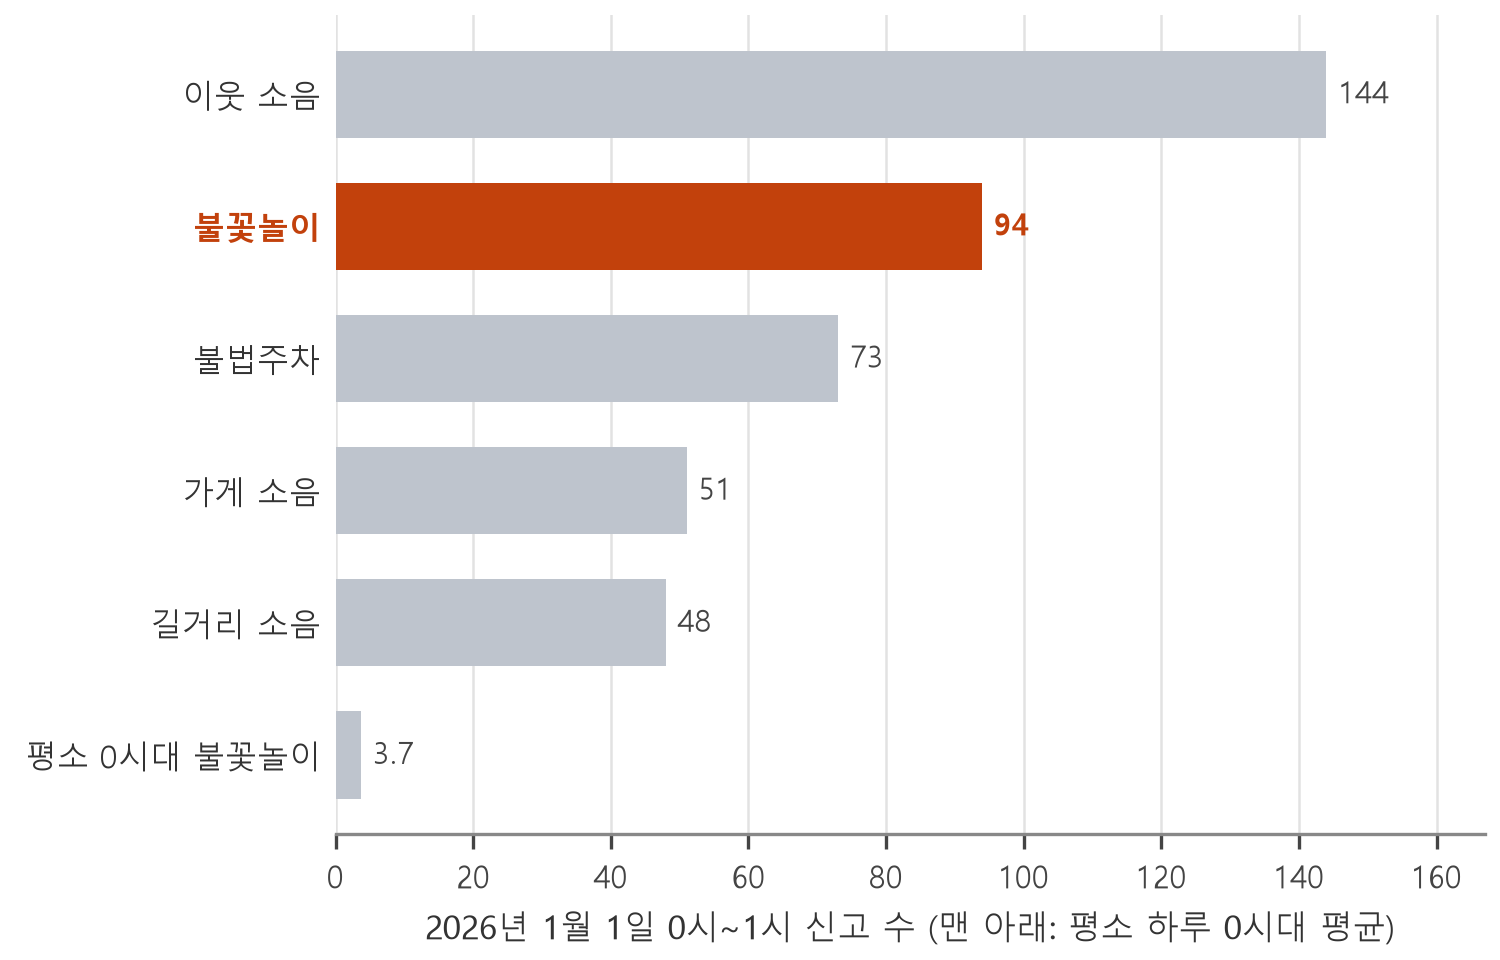 이웃 소음 144
불꽃놀이 94
불법주차 73
가게 소음 51
길거리 소음 48
평소 0시대 불꽃놀이 3.7
0 20 40 60 80 100 120 140 160
2026년 1월 1일 0시~1시 신고 수 (맨 아래: 평소 하루 0시대 평균)